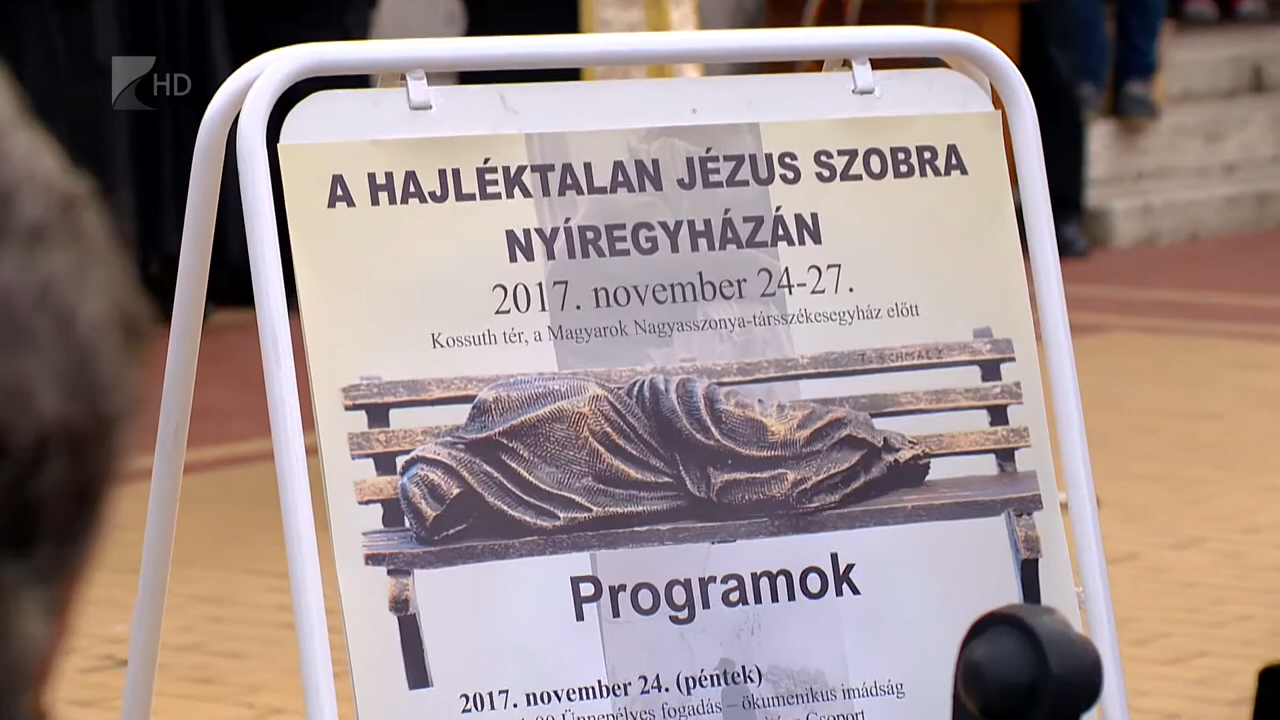 HD
A HAJLÉKTALAN JÉZUS SZOBRA
NYÍREGYHÁZÁN
2017. november 24-27.
Kossuth tér, a Magyarok Nagyasszonya-társszékesegyház előtt
T. SCHMALZ
Programok
2017. november 24. (péntek)
Ünnepélyes fogadás – ökumenikus imádság
Csoport